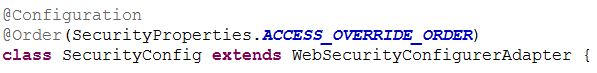 @Configuration
@Order(SecurityProperties.ACCESS_OVERRIDE_ORDER)
class SecurityConfig extends WebSecurityConfigurerAdapter {